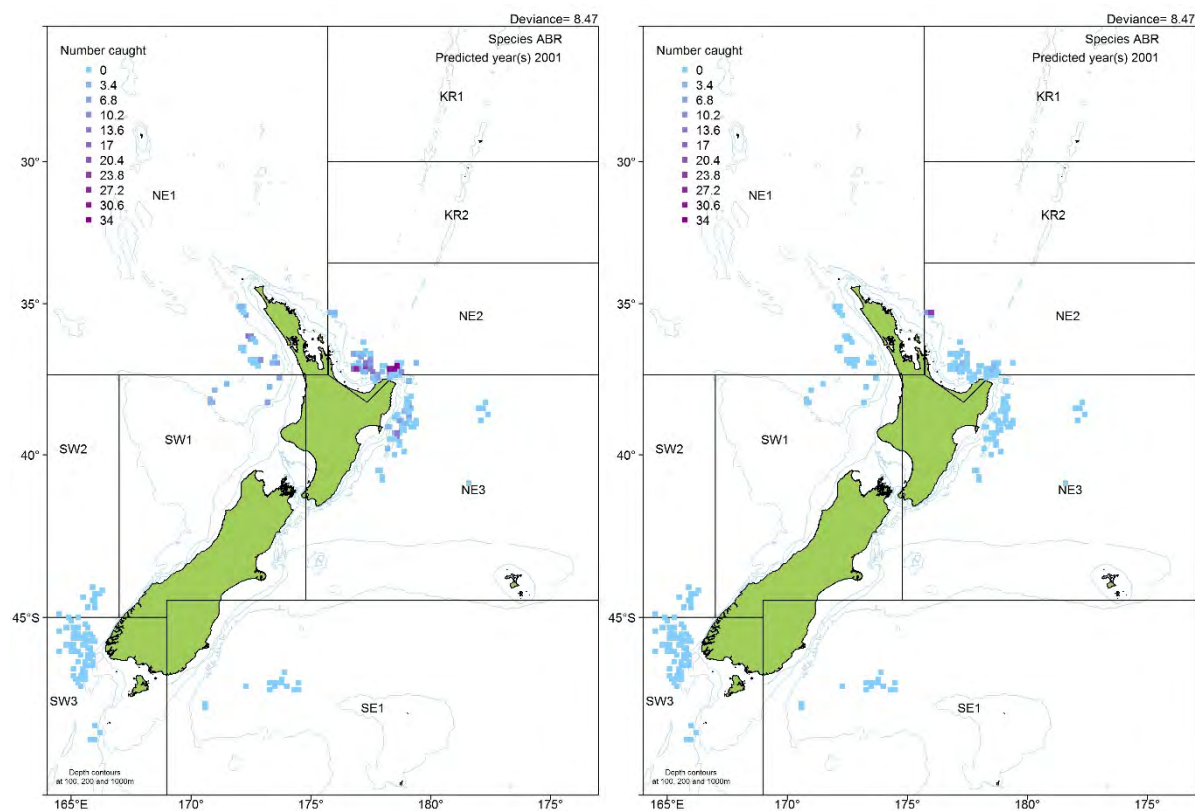 Deviance= 8.47
Species ABR
Predicted year(s) 2001
Number caught
0
3.4
6.8
10.2
13.6
17
20.4
23.8
27.2
30.6
34
KR1
30°
NE1
KR2
35°
NE2
SW2
SW1
40°
NE3
45°S
SW3
SE1
Depth contours
at 100, 200 and 1000m
165°E
170°
175°
180°
175°
Deviance= 8.47
Species ABR
Predicted year(s) 2001
Number caught
0
3.4
6.8
10.2
13.6
17
20.4
23.8
27.2
30.6
34
KR1
30°
NE1
KR2
35°
NE2
SW2
SW1
40°
NE3
45°S
SW3
SE1
Depth contours
at 100, 200 and 1000m
165°E
170°
175°
180°
175°